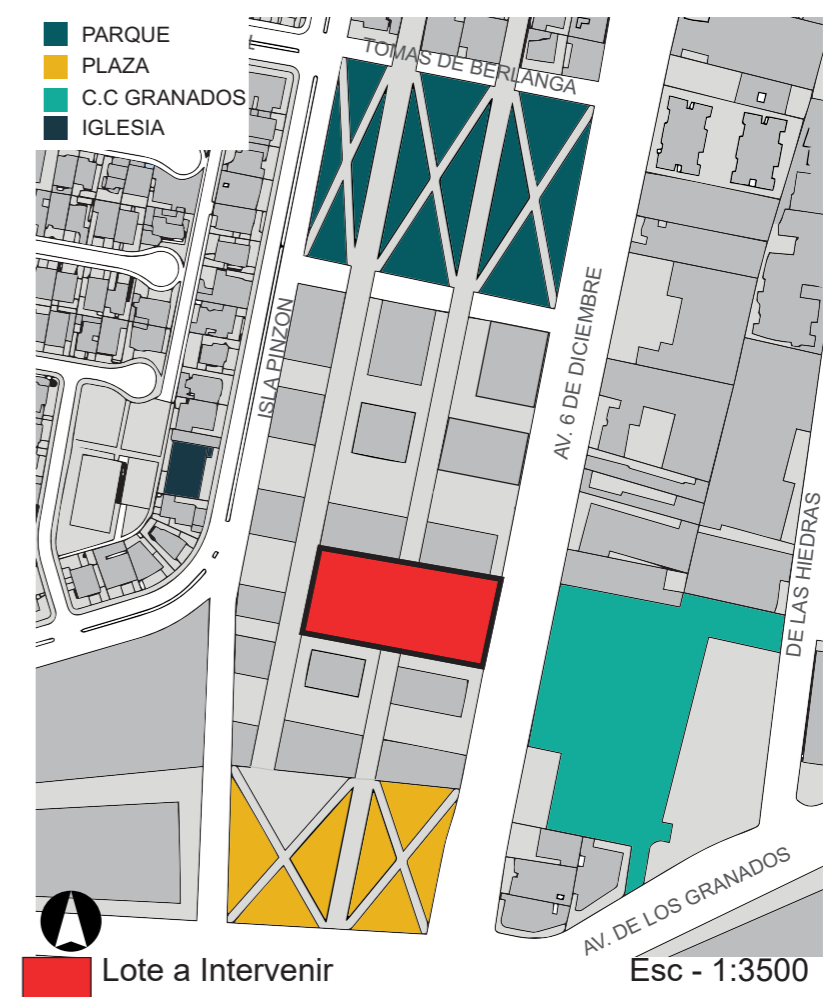 PARQUE
PLAZA
C.C GRANADOS
IGLESIA
TOMAS DE BERLANGA
ISLA PINZON
AV. 6 DE DICIEMBRE
DE LAS HIEDRAS
AV. DE LOS GRANADOS
Lote a Intervenir
Esc - 1:3500